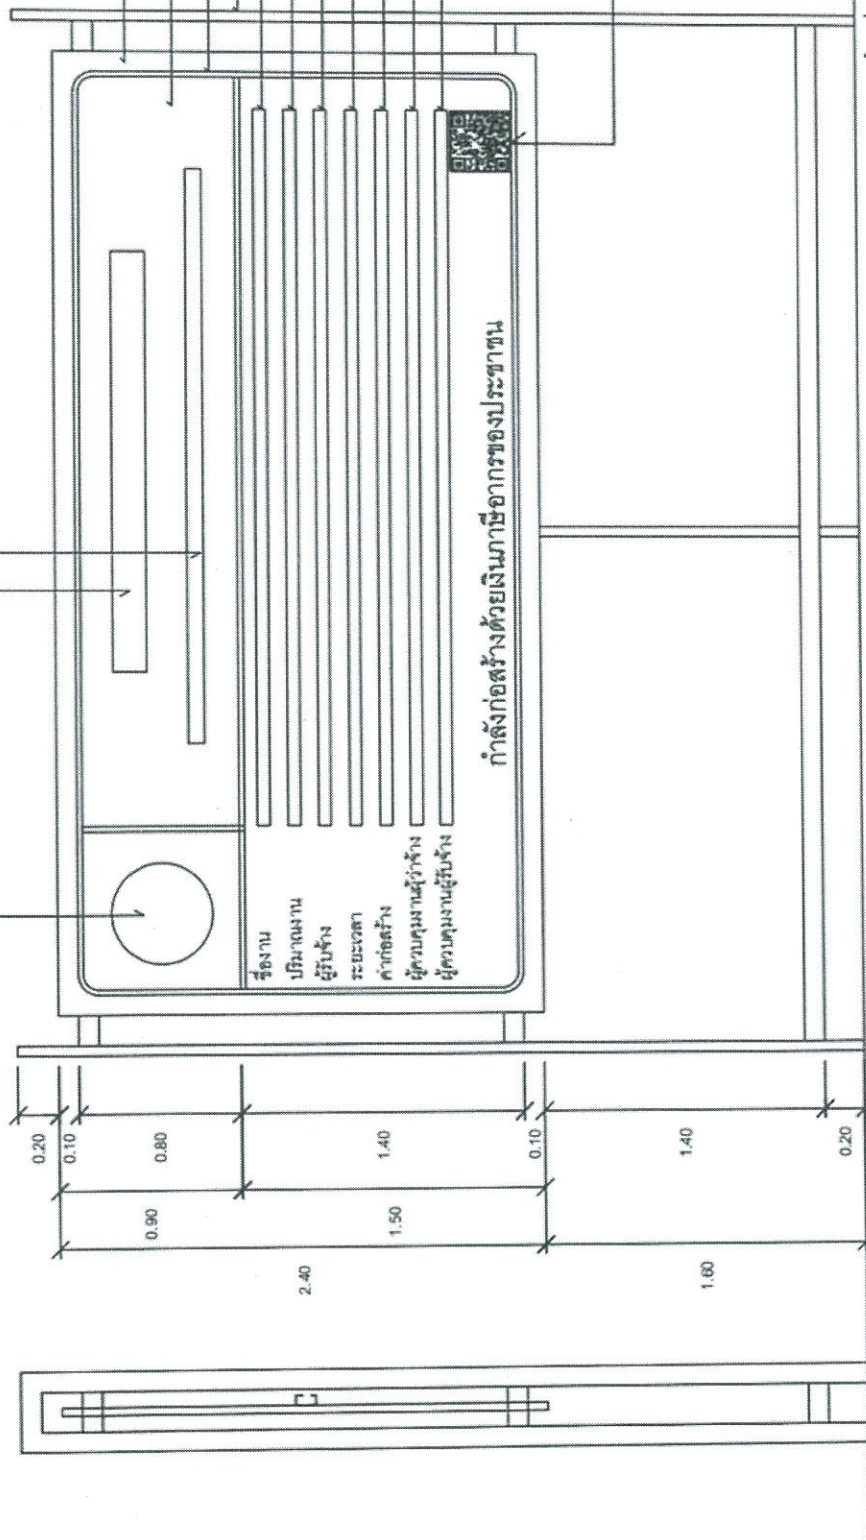 ชื่องาน
ปริมาณงาน
ผู้รับจ้าง
ระยะเวลา
ค่าก่อสร้าง
ผู้ควบคุมงานผู้ว่าจ้าง
ผู้ควบคุมงานผู้รับจ้าง
กำลังก่อสร้างด้วยเงินภาษีอากรของประชาชน
0.20
0.10
0.80
1.40
0.10
1.40
0.20
0.90
1.50
2.40
1.60